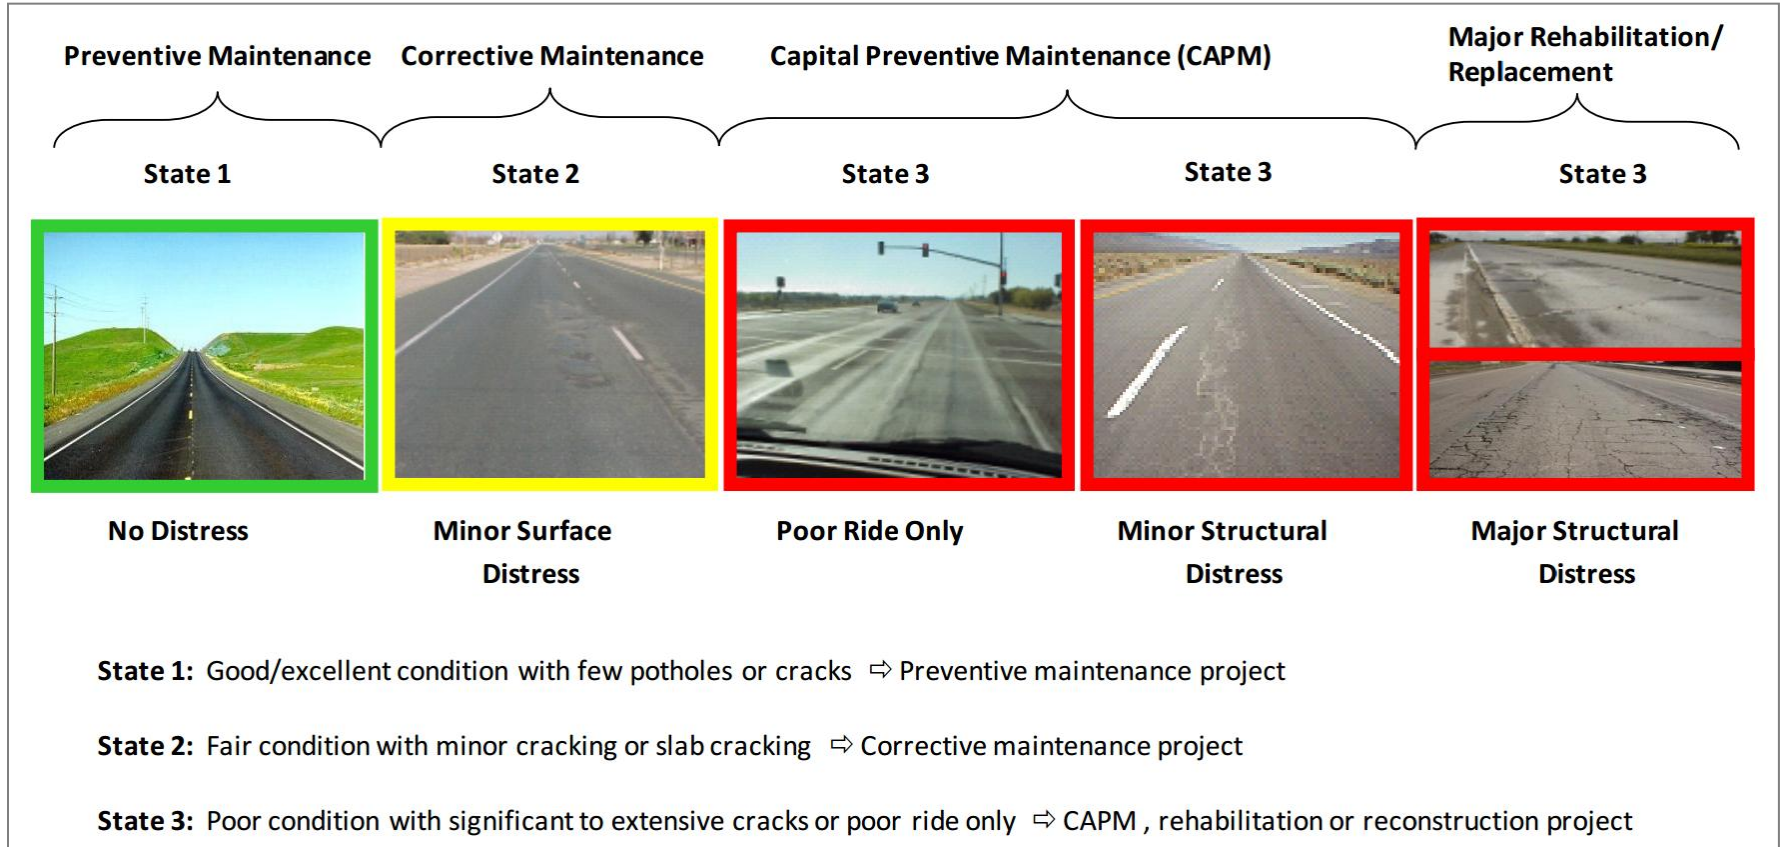 Preventive Maintenance
Corrective Maintenance
Capital Preventive Maintenance (CAPM)
Major Rehabilitation/
Replacement
State 1
State 2
State 3
State 3
State 3
No Distress
Minor Surface
Distress
Poor Ride Only
Minor Structural
Distress
Major Structural
Distress
State 1: Good/excellent condition with few potholes or cracks ⇨ Preventive maintenance project
State 2: Fair condition with minor cracking or slab cracking ⇨ Corrective maintenance project
State 3: Poor condition with significant to extensive cracks or poor ride only ⇨ CAPM , rehabilitation or reconstruction project